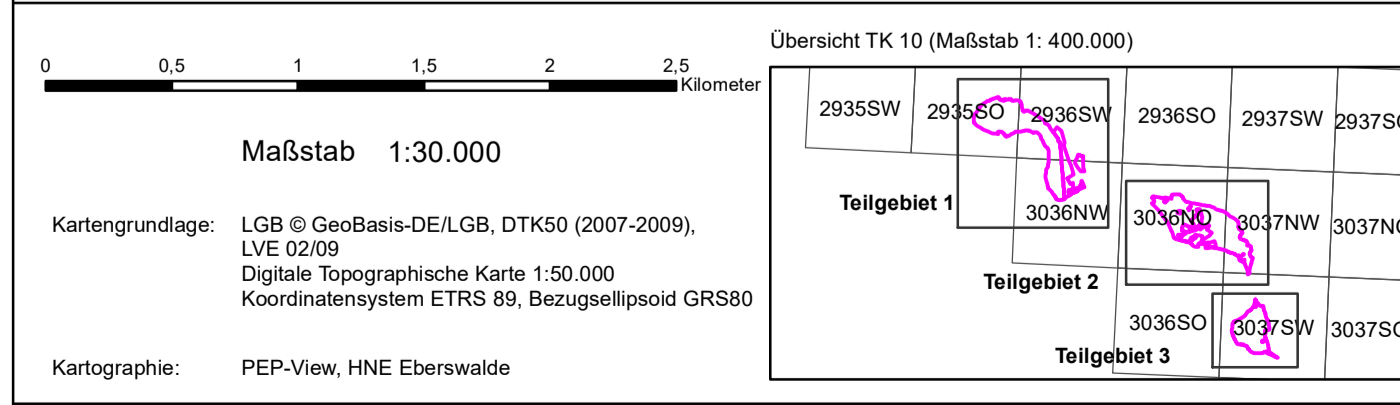 0 0,5 1 1,5 2 2,5
Kilometer
Maßstab 1:30.000
Kartengrundlage: LGB © GeoBasis-DE/LGB, DTK50 (2007-2009),
LVE 02/09
Digitale Topographische Karte 1:50.000
Koordinatensystem ETRS 89, Bezugsellipsoid GRS80
Kartographie: PEP-View, HNE Eberswalde
Übersicht TK 10 (Maßstab 1: 400.000)
2935SW 2935SO 2936SW 2936SO 2937SW 2937SO
Teilgebiet 1
3036NW 3036NO 3037NW 3037NO
Teilgebiet 2
3036SO 3037SW 3037SO
Teilgebiet 3